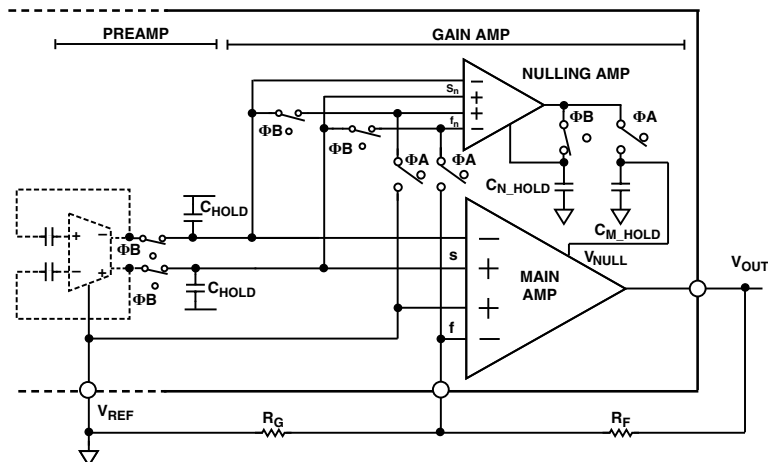 PREAMP
GAIN AMP
NULLING AMP
−
Sn
+
+
fn
−
ΦB
ΦB
ΦA
ΦA
ΦB
ΦA
CN_HOLD
CM_HOLD
CHOLD
+
−
−
+
ΦB
ΦB
CHOLD
−
s
+
+
f
−
MAIN
AMP
VNULL
VOUT
VREF
RG
RF